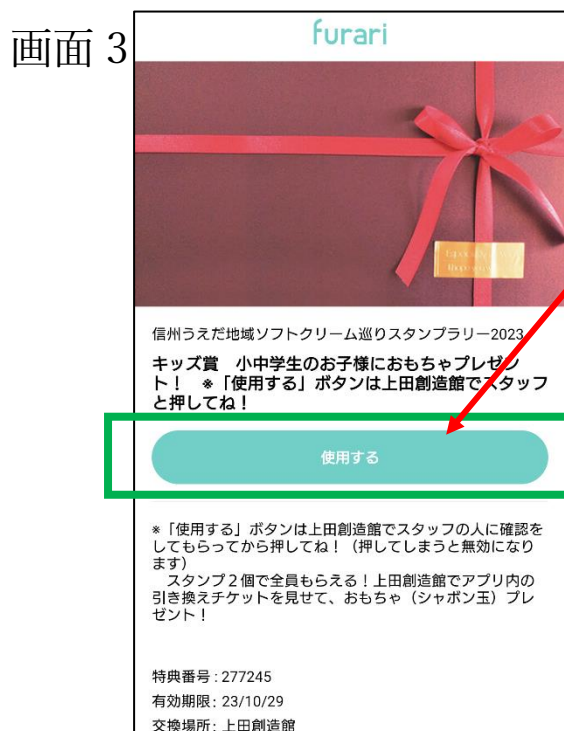 画面 3
furari
信州うえだ地域ソフトクリーム巡りスタンプラリー2023
キッズ賞　小中学生のお子様におもちゃプレゼン
ト！　※「使用する」ボタンは上田創造館でスタッフ
と押してね！
使用する
※「使用する」ボタンは上田創造館でスタッフの人に確認を
してもらってから押してね！（押してしまうと無効になり
ます）
　スタンプ２個で全員もらえる！上田創造館でアプリ内の
引き換えチケットを見せて、おもちゃ（シャボン玉）プレ
ゼント！
特典番号 : 277245
有効期限 : 23/10/29
交換場所 : 上田創造館